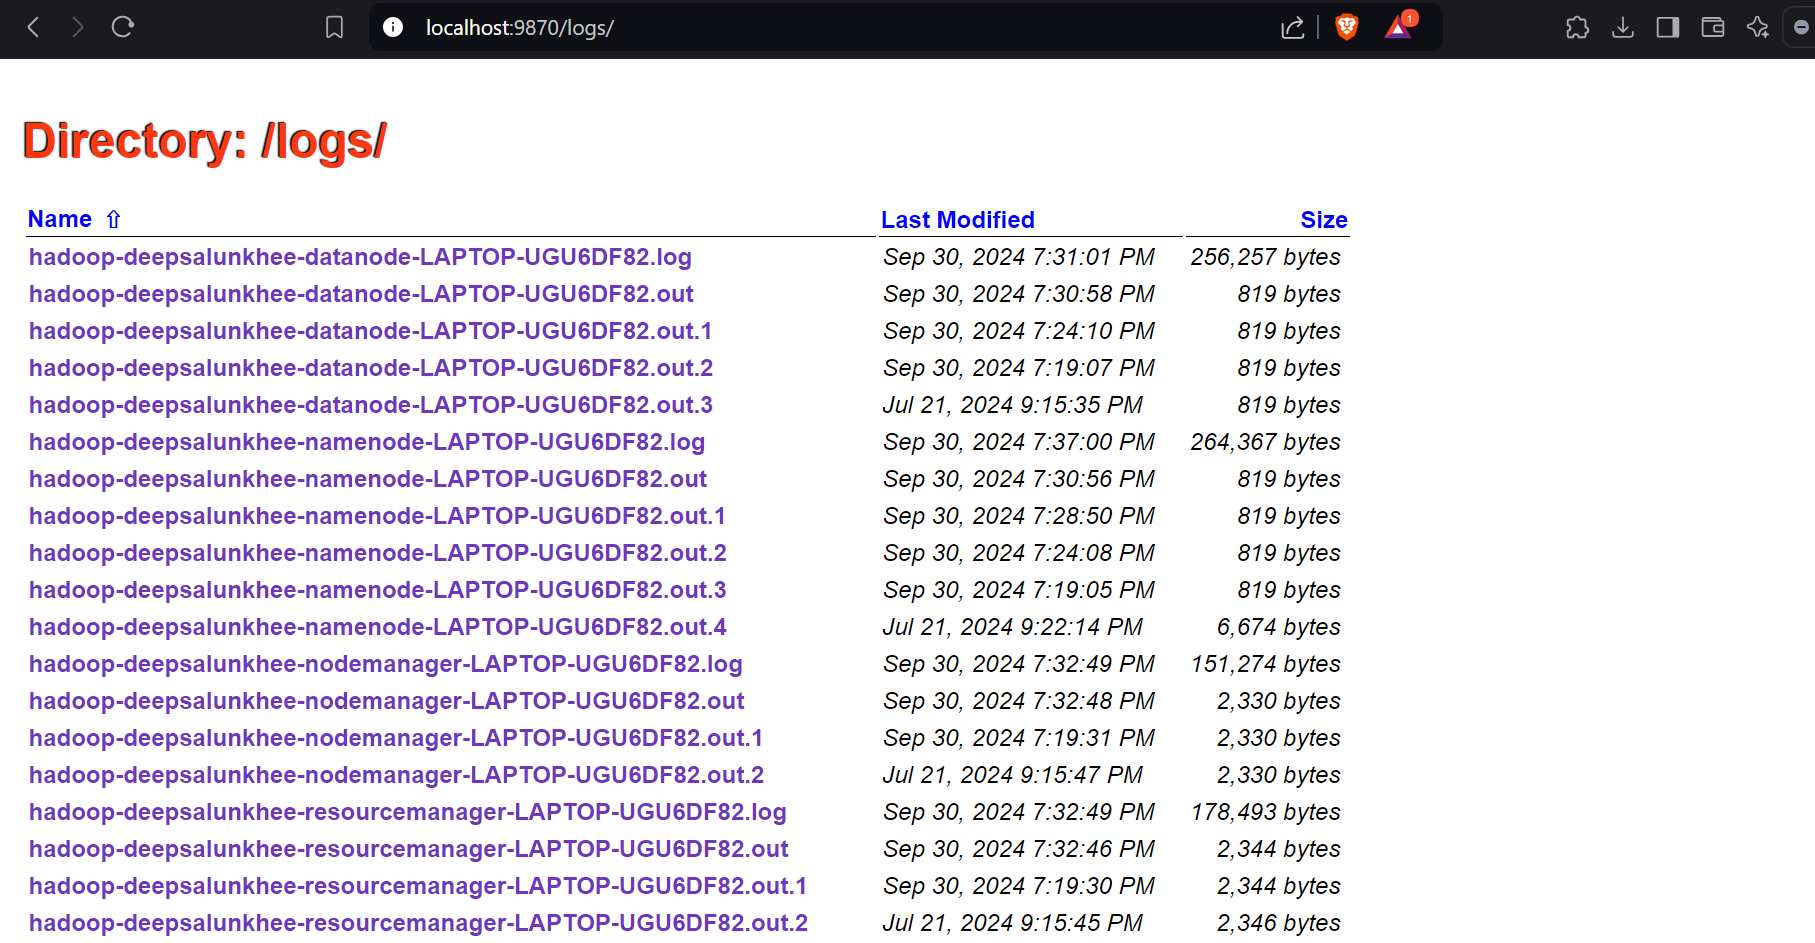 localhost:9870/logs/
1
Directory: /logs/
Name ⇧ Last Modified Size
hadoop-deepsalunkhee-datanode-LAPTOP-UGU6DF82.log Sep 30, 2024 7:31:01 PM 256,257 bytes
hadoop-deepsalunkhee-datanode-LAPTOP-UGU6DF82.out Sep 30, 2024 7:30:58 PM 819 bytes
hadoop-deepsalunkhee-datanode-LAPTOP-UGU6DF82.out.1 Sep 30, 2024 7:24:10 PM 819 bytes
hadoop-deepsalunkhee-datanode-LAPTOP-UGU6DF82.out.2 Sep 30, 2024 7:19:07 PM 819 bytes
hadoop-deepsalunkhee-datanode-LAPTOP-UGU6DF82.out.3 Jul 21, 2024 9:15:35 PM 819 bytes
hadoop-deepsalunkhee-namenode-LAPTOP-UGU6DF82.log Sep 30, 2024 7:37:00 PM 264,367 bytes
hadoop-deepsalunkhee-namenode-LAPTOP-UGU6DF82.out Sep 30, 2024 7:30:56 PM 819 bytes
hadoop-deepsalunkhee-namenode-LAPTOP-UGU6DF82.out.1 Sep 30, 2024 7:28:50 PM 819 bytes
hadoop-deepsalunkhee-namenode-LAPTOP-UGU6DF82.out.2 Sep 30, 2024 7:24:08 PM 819 bytes
hadoop-deepsalunkhee-namenode-LAPTOP-UGU6DF82.out.3 Sep 30, 2024 7:19:05 PM 819 bytes
hadoop-deepsalunkhee-namenode-LAPTOP-UGU6DF82.out.4 Jul 21, 2024 9:22:14 PM 6,674 bytes
hadoop-deepsalunkhee-nodemanager-LAPTOP-UGU6DF82.log Sep 30, 2024 7:32:49 PM 151,274 bytes
hadoop-deepsalunkhee-nodemanager-LAPTOP-UGU6DF82.out Sep 30, 2024 7:32:48 PM 2,330 bytes
hadoop-deepsalunkhee-nodemanager-LAPTOP-UGU6DF82.out.1 Sep 30, 2024 7:19:31 PM 2,330 bytes
hadoop-deepsalunkhee-nodemanager-LAPTOP-UGU6DF82.out.2 Jul 21, 2024 9:15:47 PM 2,330 bytes
hadoop-deepsalunkhee-resourcemanager-LAPTOP-UGU6DF82.log Sep 30, 2024 7:32:49 PM 178,493 bytes
hadoop-deepsalunkhee-resourcemanager-LAPTOP-UGU6DF82.out Sep 30, 2024 7:32:46 PM 2,344 bytes
hadoop-deepsalunkhee-resourcemanager-LAPTOP-UGU6DF82.out.1 Sep 30, 2024 7:19:30 PM 2,344 bytes
hadoop-deepsalunkhee-resourcemanager-LAPTOP-UGU6DF82.out.2 Jul 21, 2024 9:15:45 PM 2,346 bytes